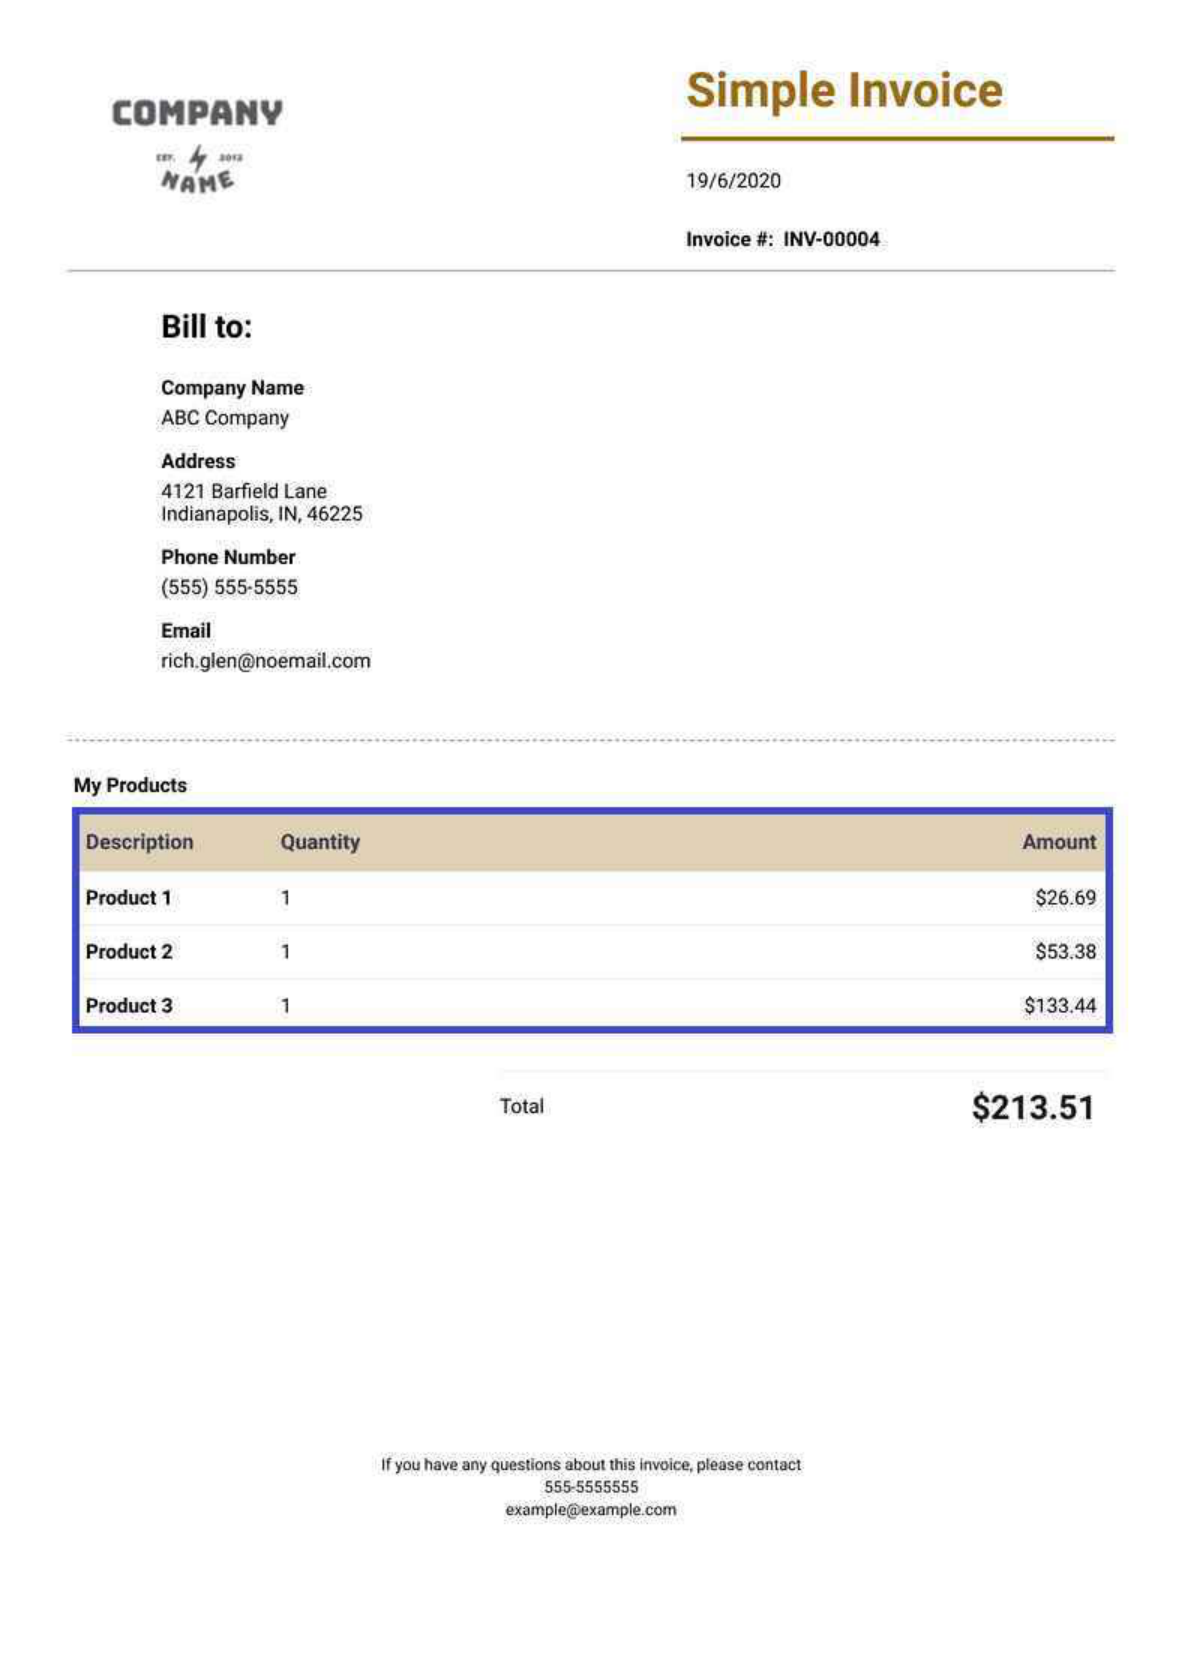 COMPANY
EST. 2012
NAME
Simple Invoice
19/6/2020
Invoice #: INV-00004
Bill to:
Company Name
ABC Company
Address
4121 Barfield Lane
Indianapolis, IN, 46225
Phone Number
(555) 555-5555
Email
rich.glen@noemail.com
My Products
Description Quantity Amount
Product 1 1 $26.69
Product 2 1 $53.38
Product 3 1 $133.44
Total $213.51
If you have any questions about this invoice, please contact
555-5555555
example@example.com